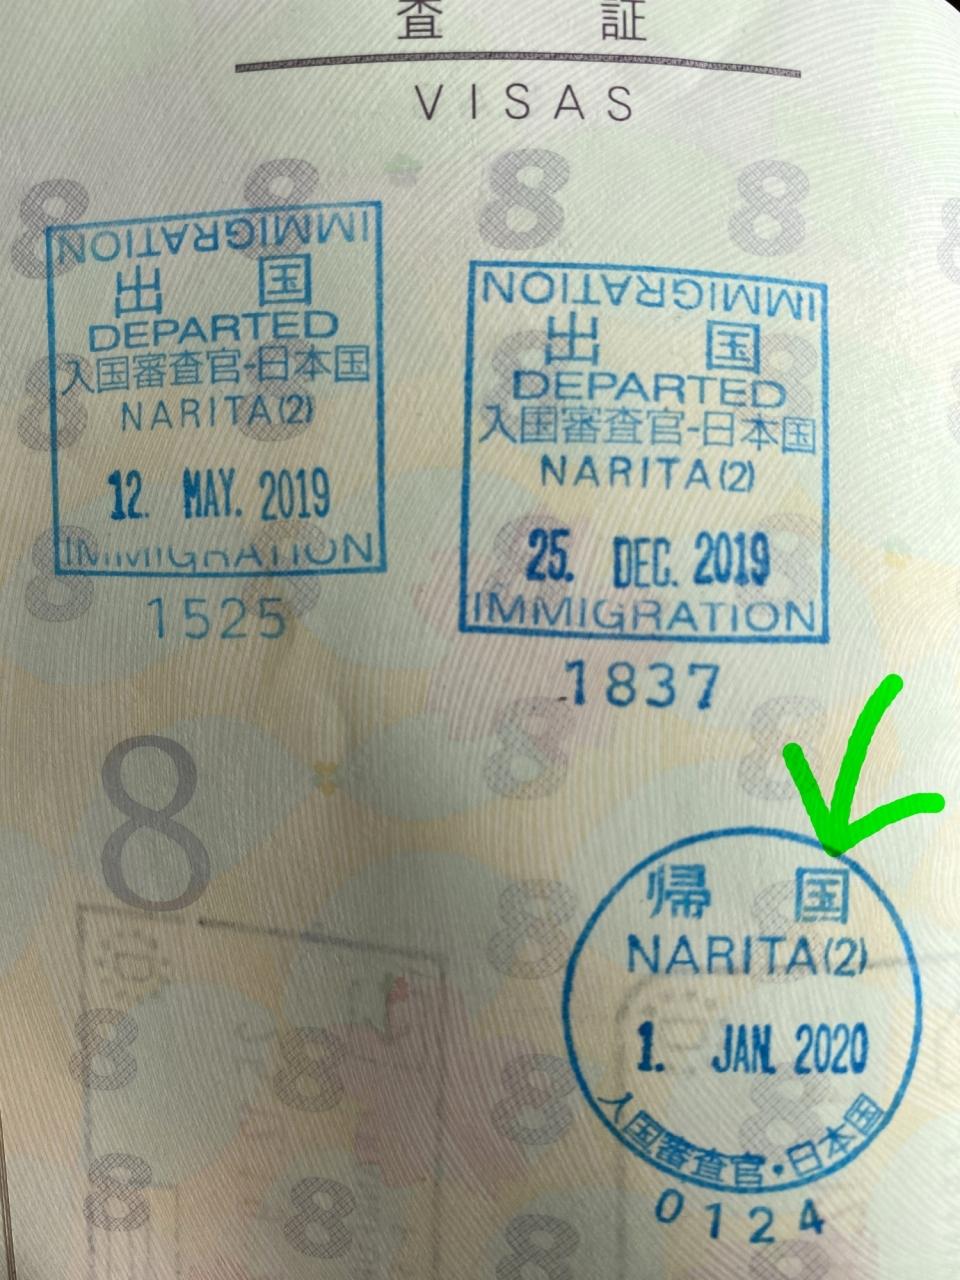 査 証
JAPANPASSPORTJAPANPASSPORTJAPANPASSPORTJAPANPASSPORTJAPANPASSPORTJAPANPASSPORT
VISAS
IMMIGRATION
出 国
DEPARTED
入国審査官-日本国
NARITA(2)
12. MAY. 2019
IMMIGRATION
1525
IMMIGRATION
出 国
DEPARTED
入国審査官-日本国
NARITA(2)
25. DEC. 2019
IMMIGRATION
1837
8
帰 国
NARITA(2)
1. JAN. 2020
入国審査官・日本国
0124